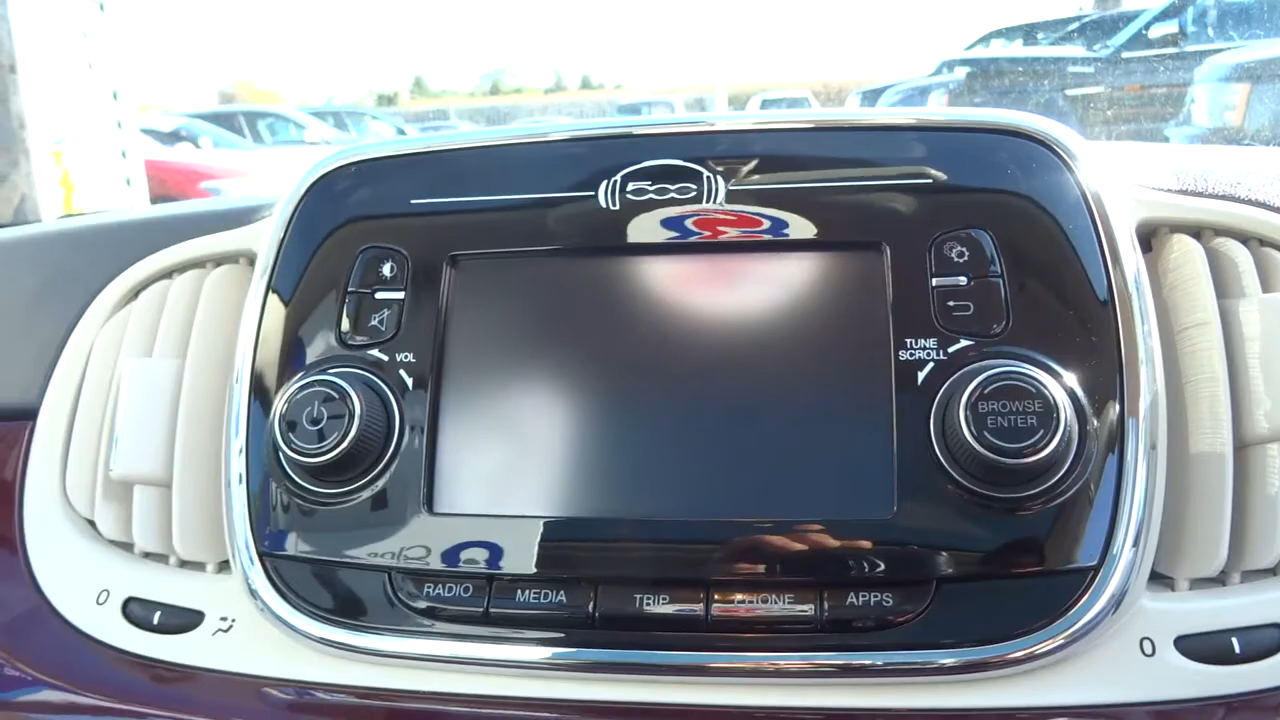 500
VOL
TUNE
SCROLL
BROWSE
ENTER
RADIO
MEDIA
TRIP
PHONE
APPS
0
0